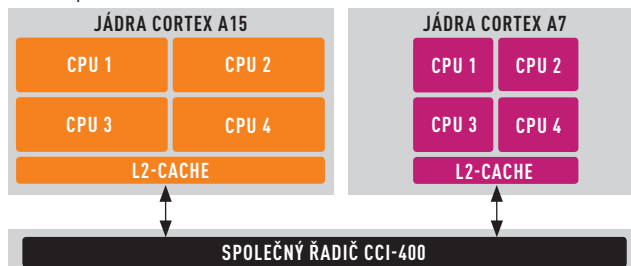 JÁDRA CORTEX A15
CPU 1
CPU 2
CPU 3
CPU 4
L2-CACHE
JÁDRA CORTEX A7
CPU 1
CPU 2
CPU 3
CPU 4
L2-CACHE
SPOLEČNÝ ŘADIČ CCI-400